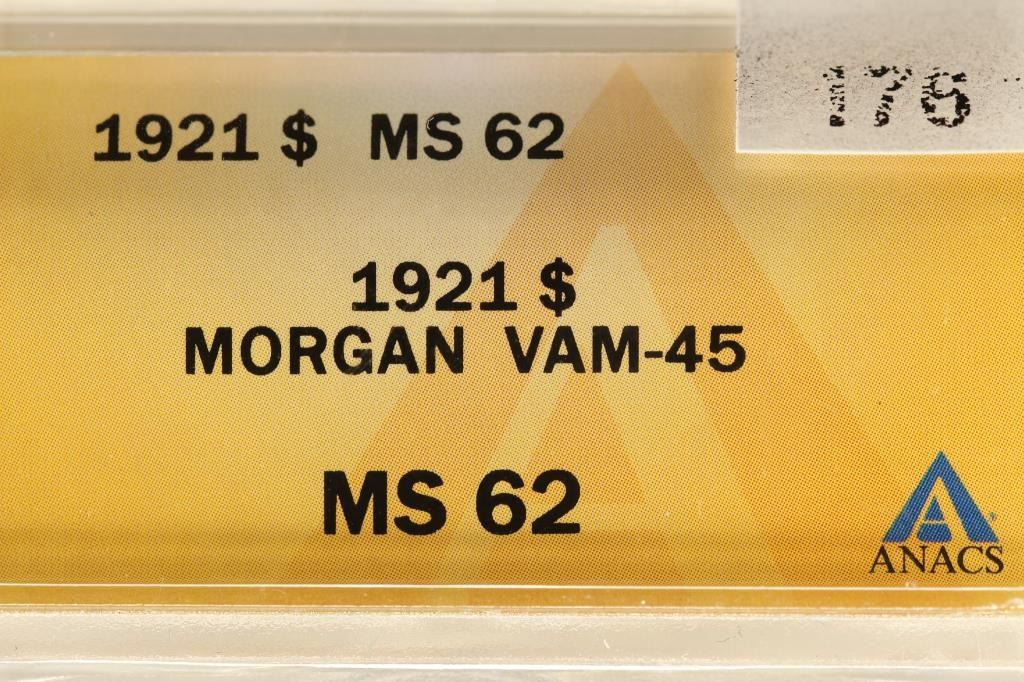 176
1921 $ MS 62
1921 $
MORGAN VAM-45
MS 62
ANACS